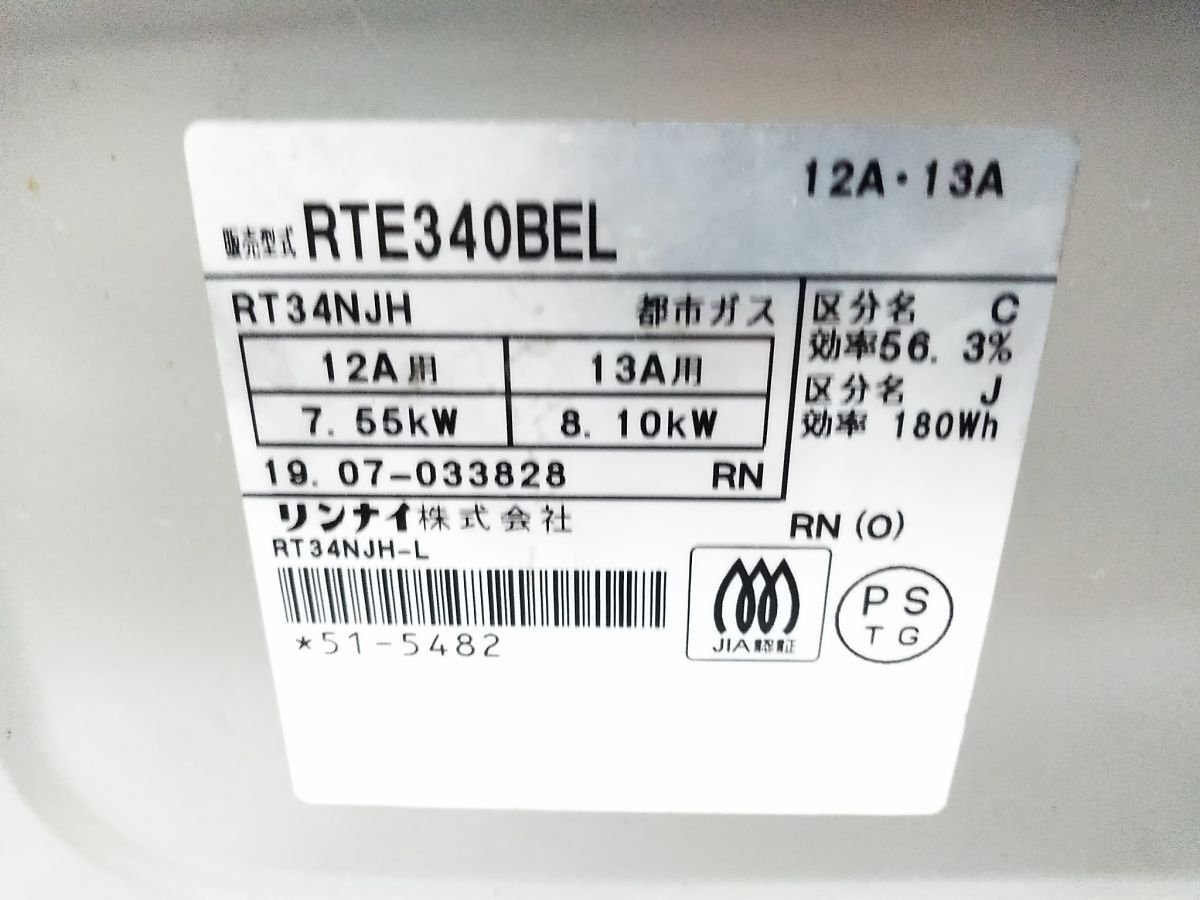 12A・13A
販売型式 RTE340BEL
RT34NJH 都市ガス
12A用 13A用
7. 55kW 8. 10kW
19. 07-033828 RN
区分名 C
効率56. 3%
区分名 J
効率 180Wh
リンナイ株式会社
RN (O)
RT34NJH-L
*51-5482
JIA認証
PS
TG